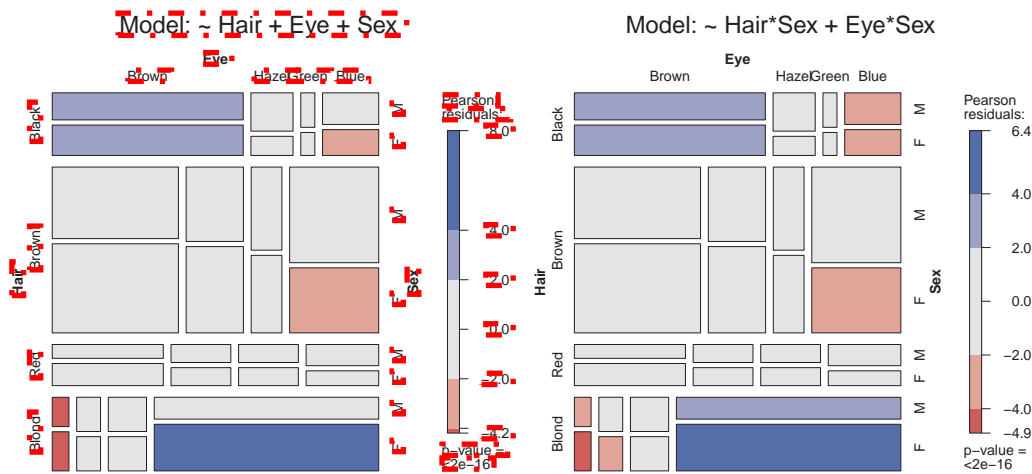 Model: ~ Hair + Eye + Sex
Eye
Brown Hazel Green Blue
Hair
Black
Brown
Red
Blond
M
F
M
F
M
F
M
F
Sex
Pearson
residuals:
8.0
4.0
2.0
0.0
−2.0
−4.2
p−value =
<2e−16
Model: ~ Hair*Sex + Eye*Sex
Eye
Brown Hazel Green Blue
Hair
Black
Brown
Red
Blond
M
F
M
F
M
F
M
F
Sex
Pearson
residuals:
6.4
4.0
2.0
0.0
−2.0
−4.0
−4.9
p−value =
<2e−16